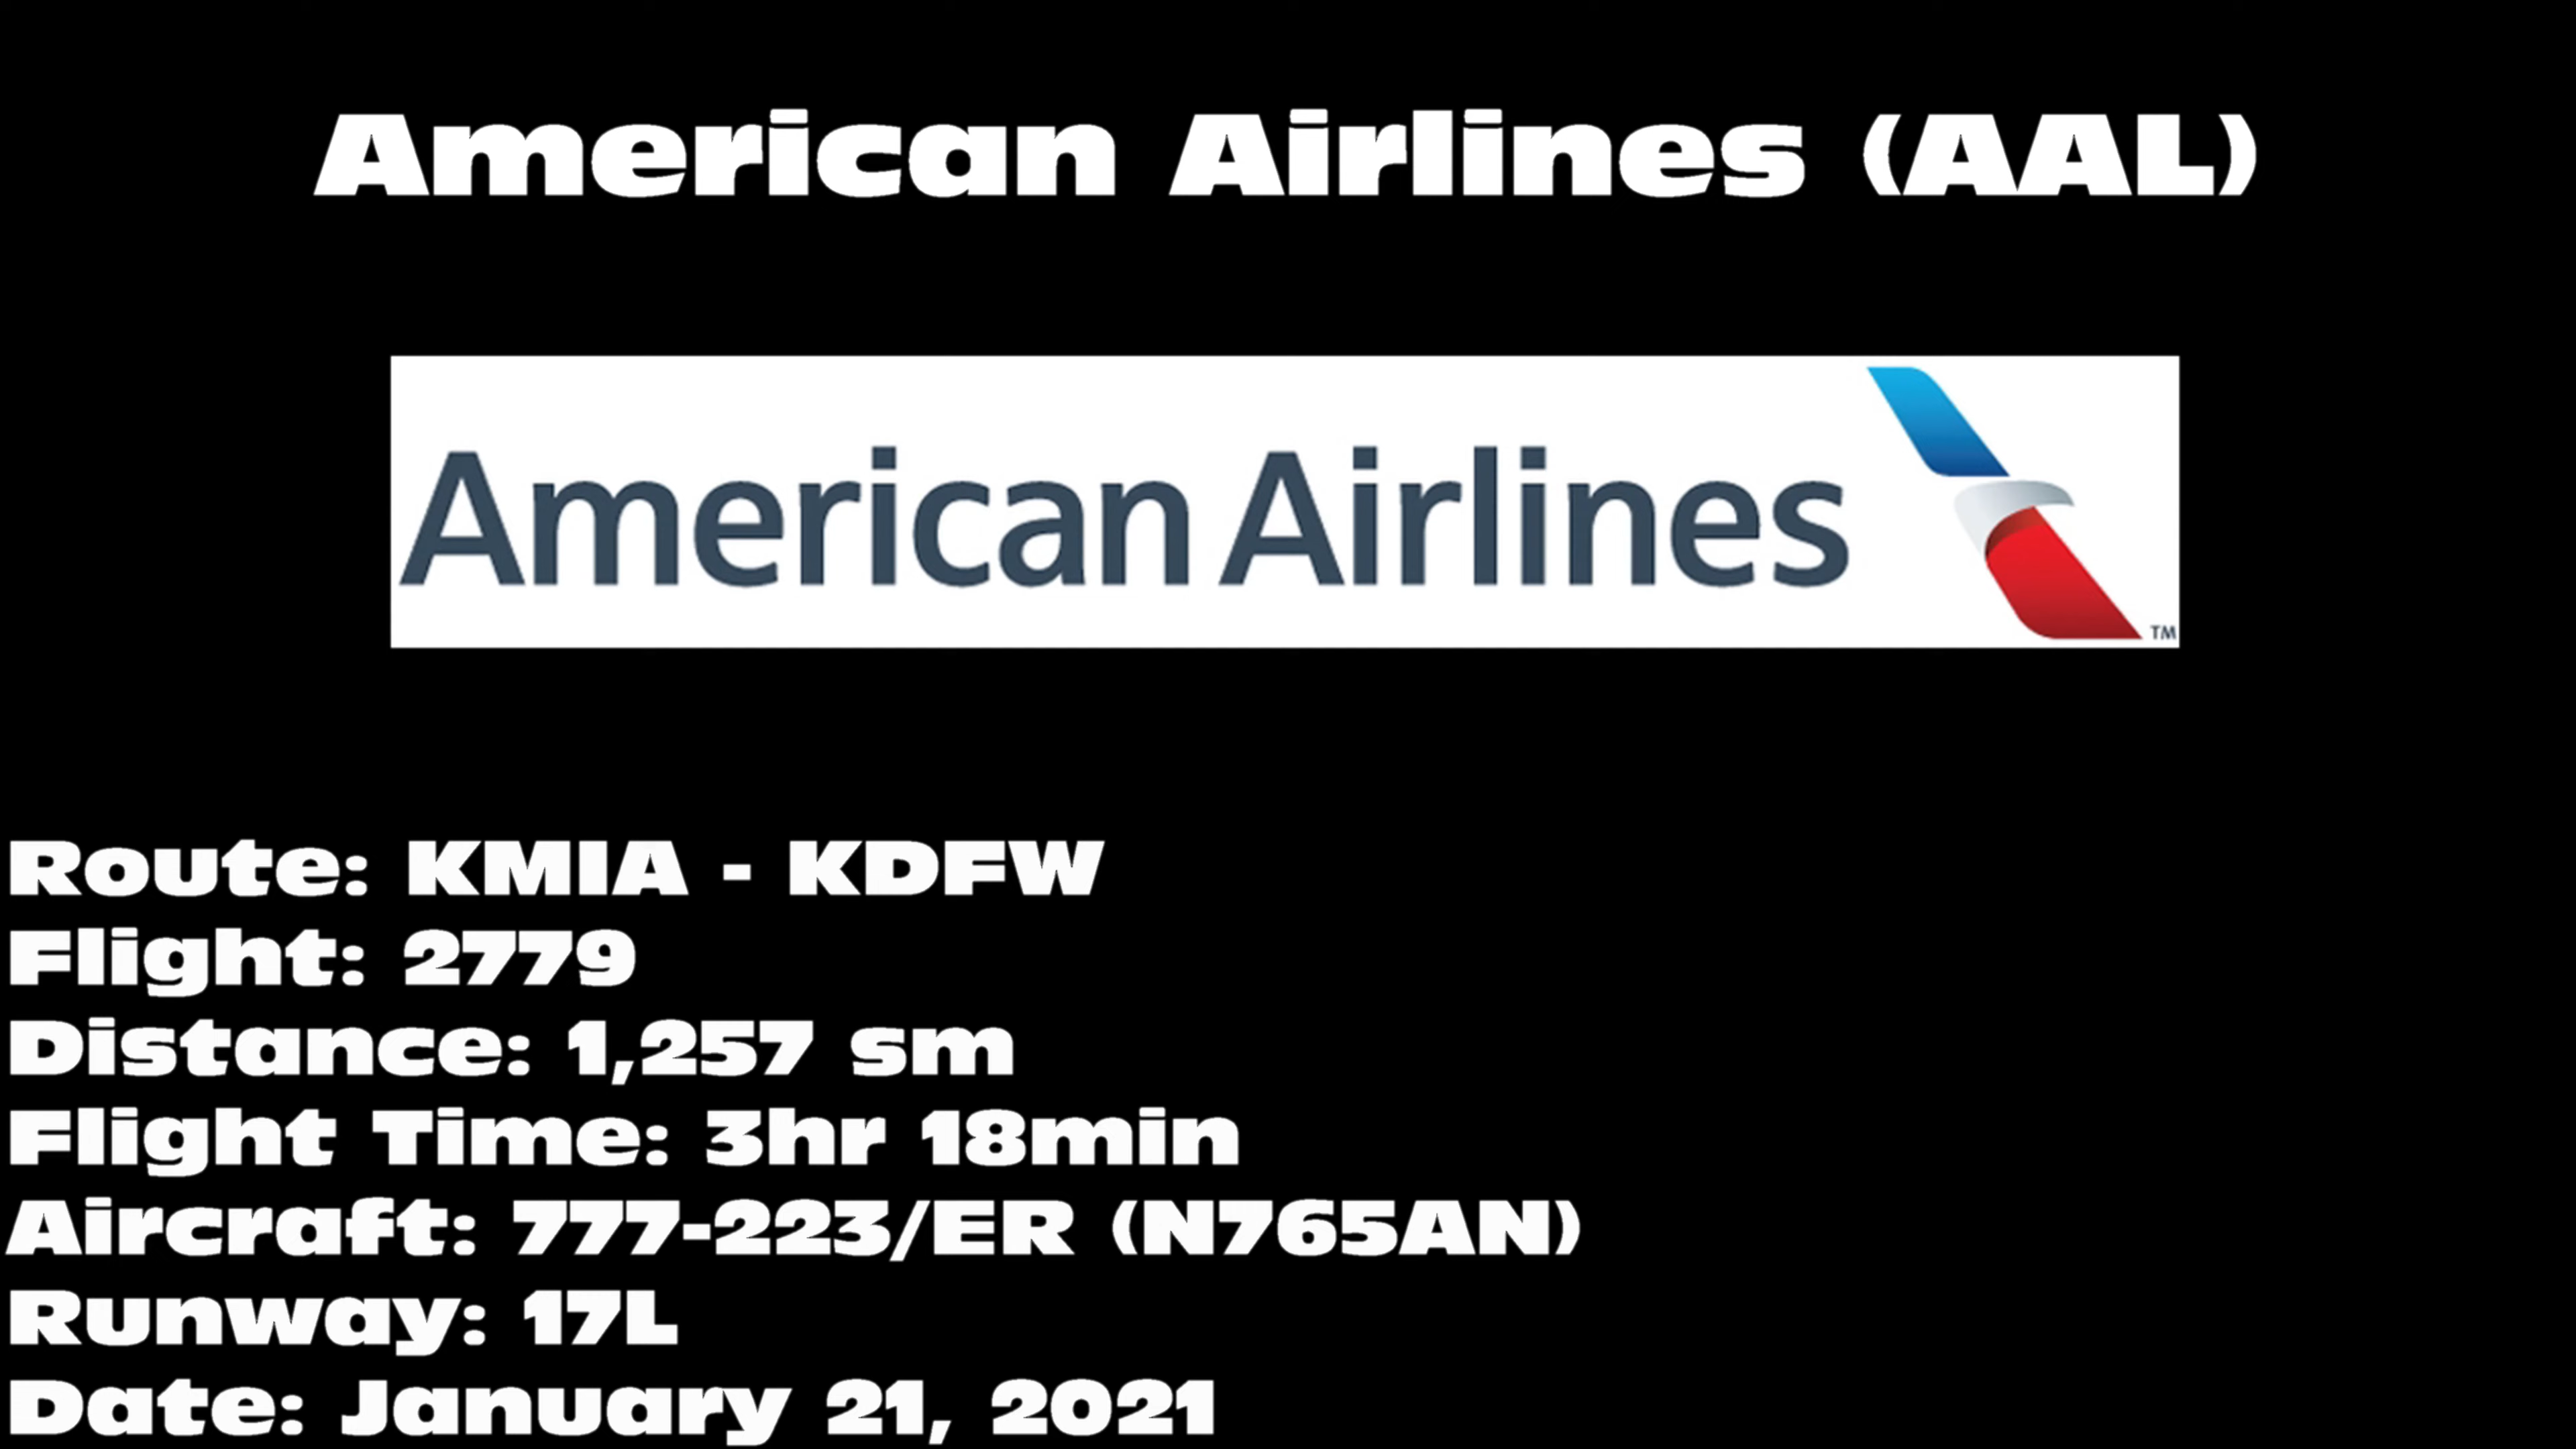 American Airlines (AAL)
American Airlines
TM
Route: KMIA - KDFW
Flight: 2779
Distance: 1,257 sm
Flight Time: 3hr 18min
Aircraft: 777-223/ER (N765AN)
Runway: 17L
Date: January 21, 2021